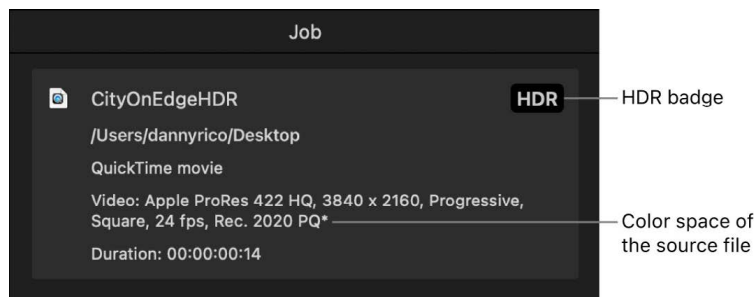 Job
CityOnEdgeHDR
HDR
HDR badge
/Users/dannyrico/Desktop
QuickTime movie
Video: Apple ProRes 422 HQ, 3840 x 2160, Progressive,
Square, 24 fps, Rec. 2020 PQ*
Color space of
the source file
Duration: 00:00:00:14